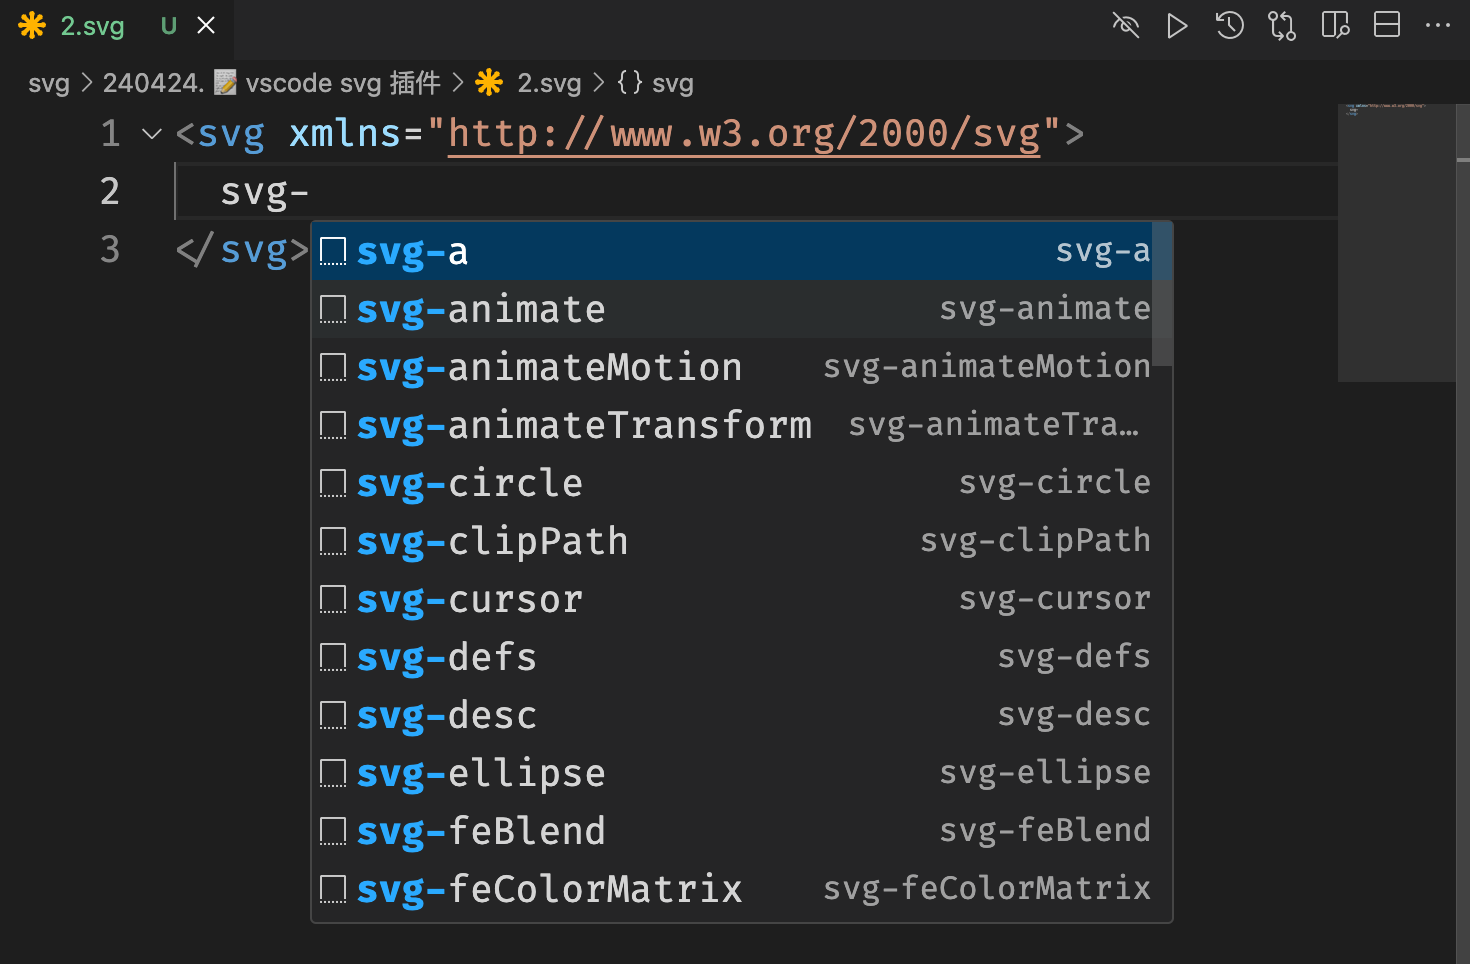 2.svg U
svg > 240424. 📝 vscode svg 插件 > 2.svg > {} svg
1 <svg xmlns="http://www.w3.org/2000/svg">
2 svg-
3 </svg>
svg-a svg-a
svg-animate svg-animate
svg-animateMotion svg-animateMotion
svg-animateTransform svg-animateTra…
svg-circle svg-circle
svg-clipPath svg-clipPath
svg-cursor svg-cursor
svg-defs svg-defs
svg-desc svg-desc
svg-ellipse svg-ellipse
svg-feBlend svg-feBlend
svg-feColorMatrix svg-feColorMatrix